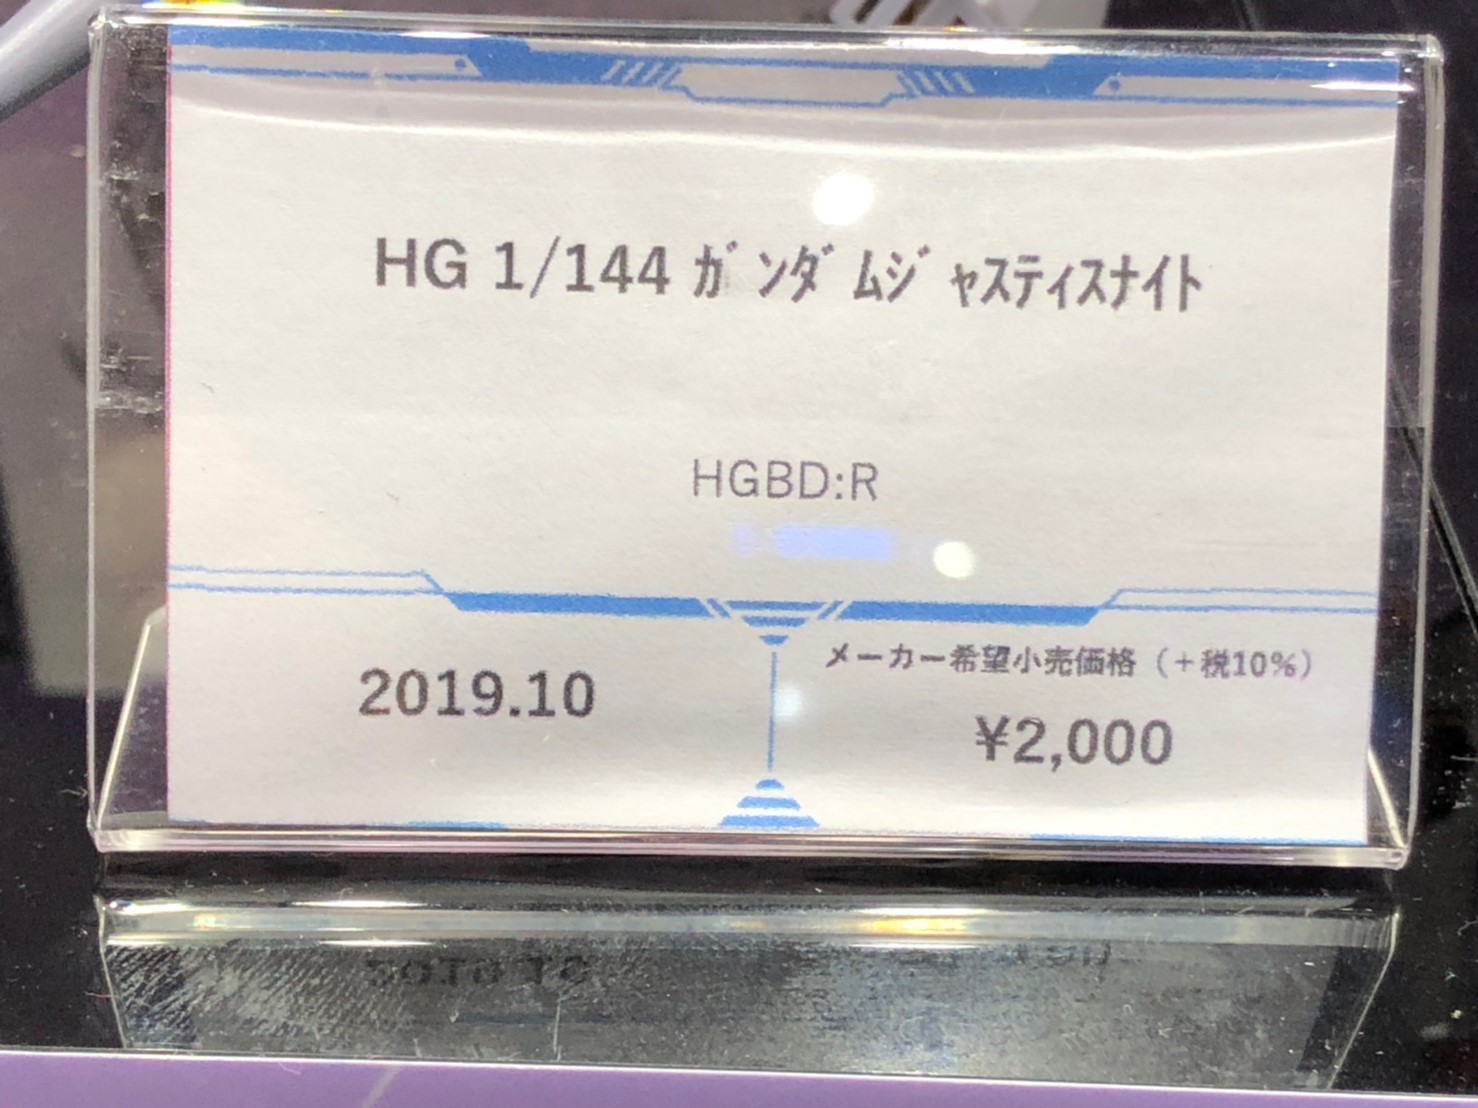 HG 1/144 ｶﾞﾝﾀﾞﾑｼﾞｬｽﾃｨｽﾅｲﾄ
HGBD:R
2019.10
メーカー希望小売価格（＋税10%）
¥2,000